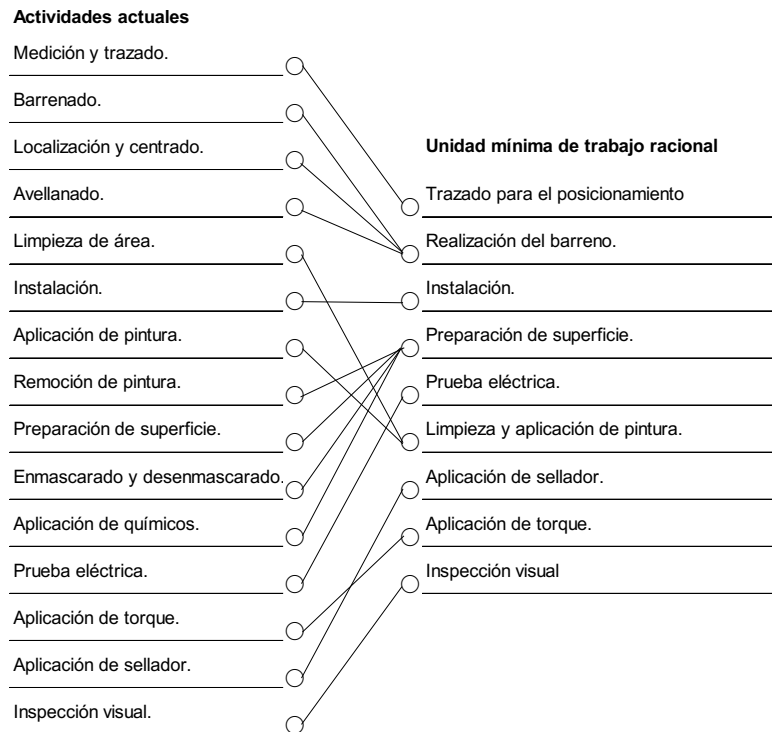 Actividades actuales
Medición y trazado.
Barrenado.
Localización y centrado.
Avellanado.
Limpieza de área.
Instalación.
Aplicación de pintura.
Remoción de pintura.
Preparación de superficie.
Enmascarado y desenmascarado.
Aplicación de químicos.
Prueba eléctrica.
Aplicación de torque.
Aplicación de sellador.
Inspección visual.
Unidad mínima de trabajo racional
Trazado para el posicionamiento
Realización del barreno.
Instalación.
Preparación de superficie.
Prueba eléctrica.
Limpieza y aplicación de pintura.
Aplicación de sellador.
Aplicación de torque.
Inspección visual